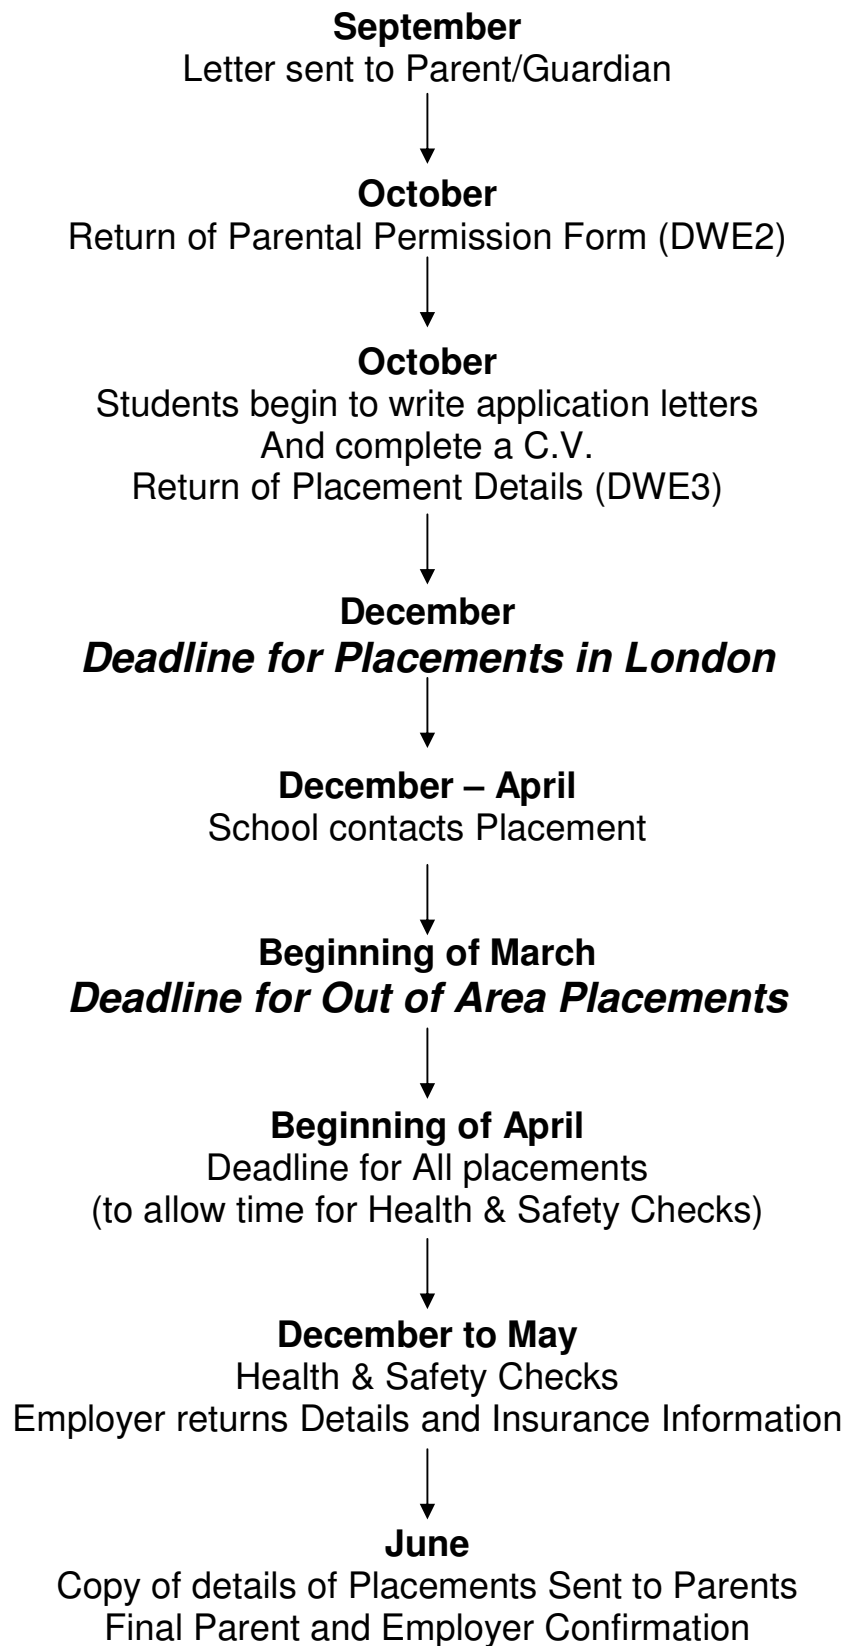 September
Letter sent to Parent/Guardian
October
Return of Parental Permission Form (DWE2)
October
Students begin to write application letters
And complete a C.V.
Return of Placement Details (DWE3)
December
Deadline for Placements in London
December – April
School contacts Placement
Beginning of March
Deadline for Out of Area Placements
Beginning of April
Deadline for All placements
(to allow time for Health & Safety Checks)
December to May
Health & Safety Checks
Employer returns Details and Insurance Information
June
Copy of details of Placements Sent to Parents
Final Parent and Employer Confirmation